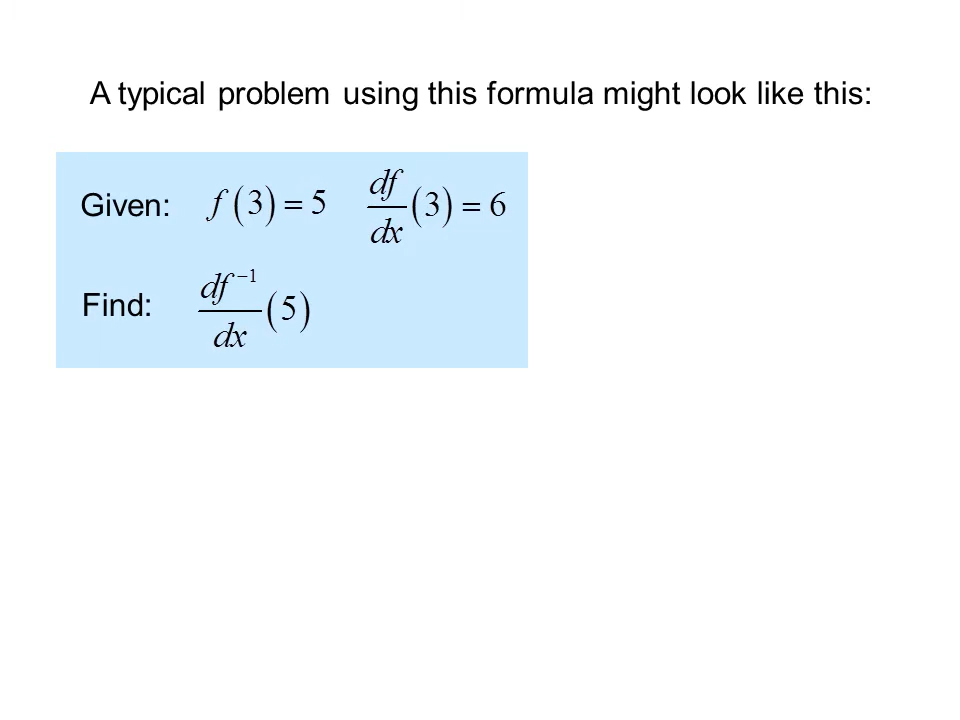 A typical problem using this formula might look like this:
Given: f(3) = 5 df/dx (3) = 6
Find: df⁻¹/dx (5)